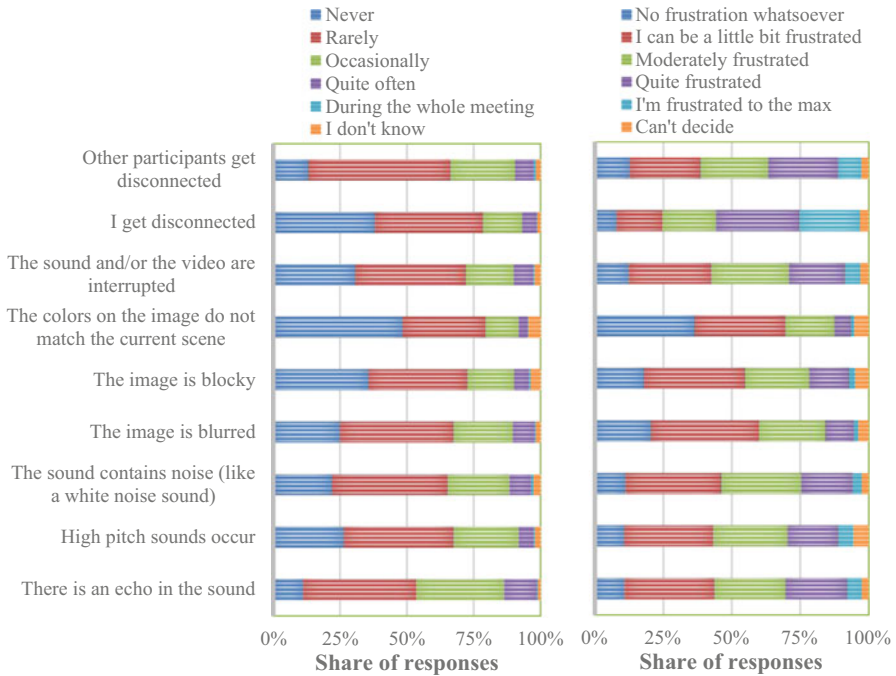 Never
Rarely
Occasionally
Quite often
During the whole meeting
I don't know
No frustration whatsoever
I can be a little bit frustrated
Moderately frustrated
Quite frustrated
I'm frustrated to the max
Can't decide
Other participants get
disconnected
I get disconnected
The sound and/or the video are
interrupted
The colors on the image do not
match the current scene
The image is blocky
The image is blurred
The sound contains noise (like
a white noise sound)
High pitch sounds occur
There is an echo in the sound
0% 25% 50% 75% 100%
Share of responses
0% 25% 50% 75% 100%
Share of responses